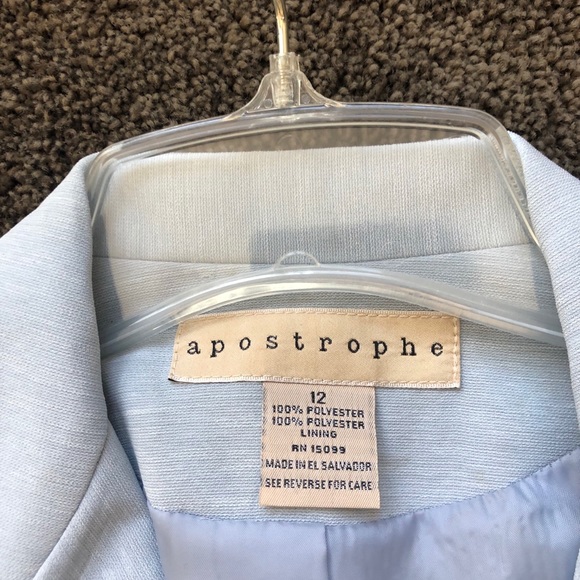 apostrophe
12
100% POLYESTER
100% POLYESTER
LINING
RN 15099
MADE IN EL SALVADOR
SEE REVERSE FOR CARE